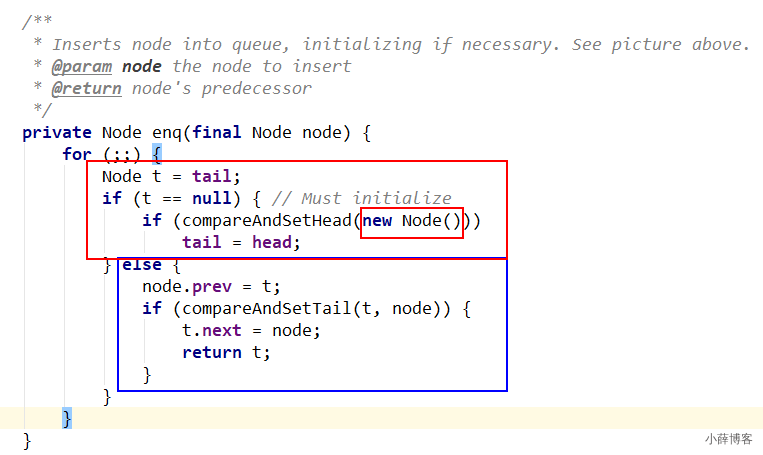 /**
 * Inserts node into queue, initializing if necessary. See picture above.
 * @param node the node to insert
 * @return node's predecessor
 */
private Node enq(final Node node) {
    for (;;) {
        Node t = tail;
        if (t == null) { // Must initialize
            if (compareAndSetHead(new Node()))
                tail = head;
        } else {
            node.prev = t;
            if (compareAndSetTail(t, node)) {
                t.next = node;
                return t;
            }
        }
    }
}
小薛博客